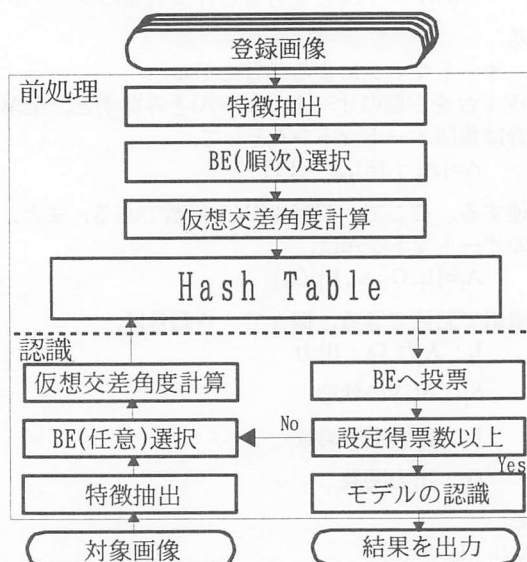 登録画像
前処理
特徴抽出
BE(順次)選択
仮想交差角度計算
Hash Table
認識
仮想交差角度計算
BE(任意)選択
特徴抽出
対象画像
BEへ投票
No
設定得票数以上
Yes
モデルの認識
結果を出力